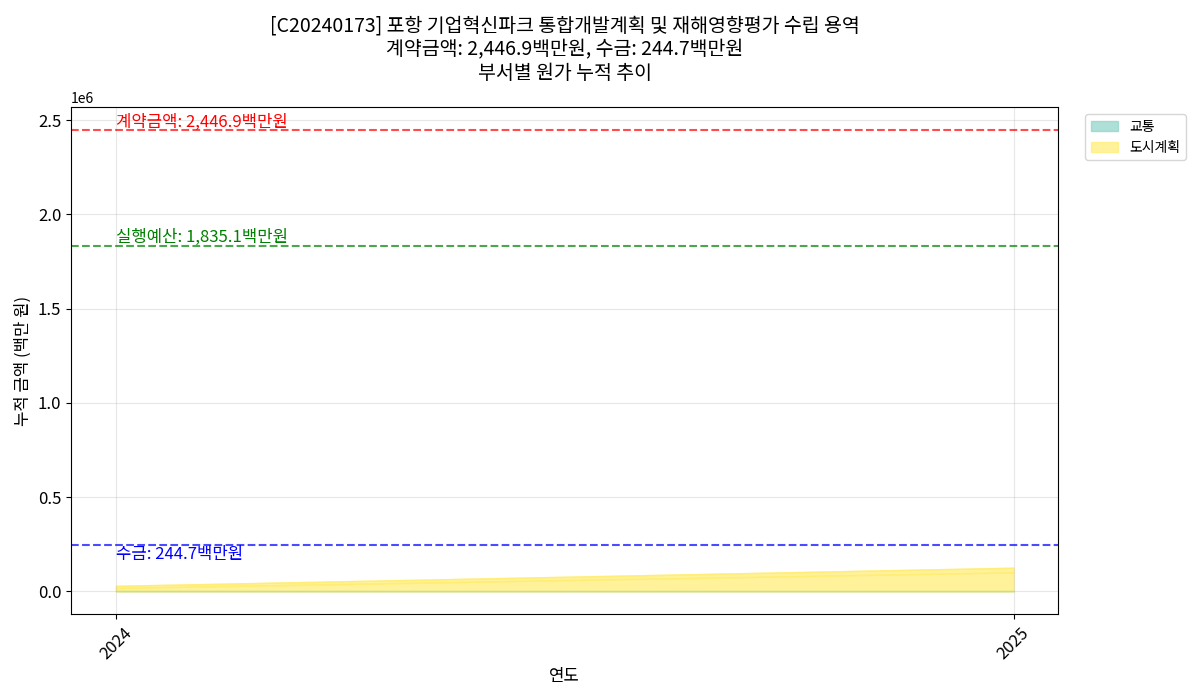 [C20240173] 포항 기업혁신파크 통합개발계획 및 재해영향평가 수립 용역
계약금액: 2,446.9백만원, 수금: 244.7백만원
부서별 원가 누적 추이
1e6
2.5
2.0
1.5
1.0
0.5
0.0
누적 금액 (백만 원)
계약금액: 2,446.9백만원
실행예산: 1,835.1백만원
수금: 244.7백만원
교통
도시계획
2024
2025
연도